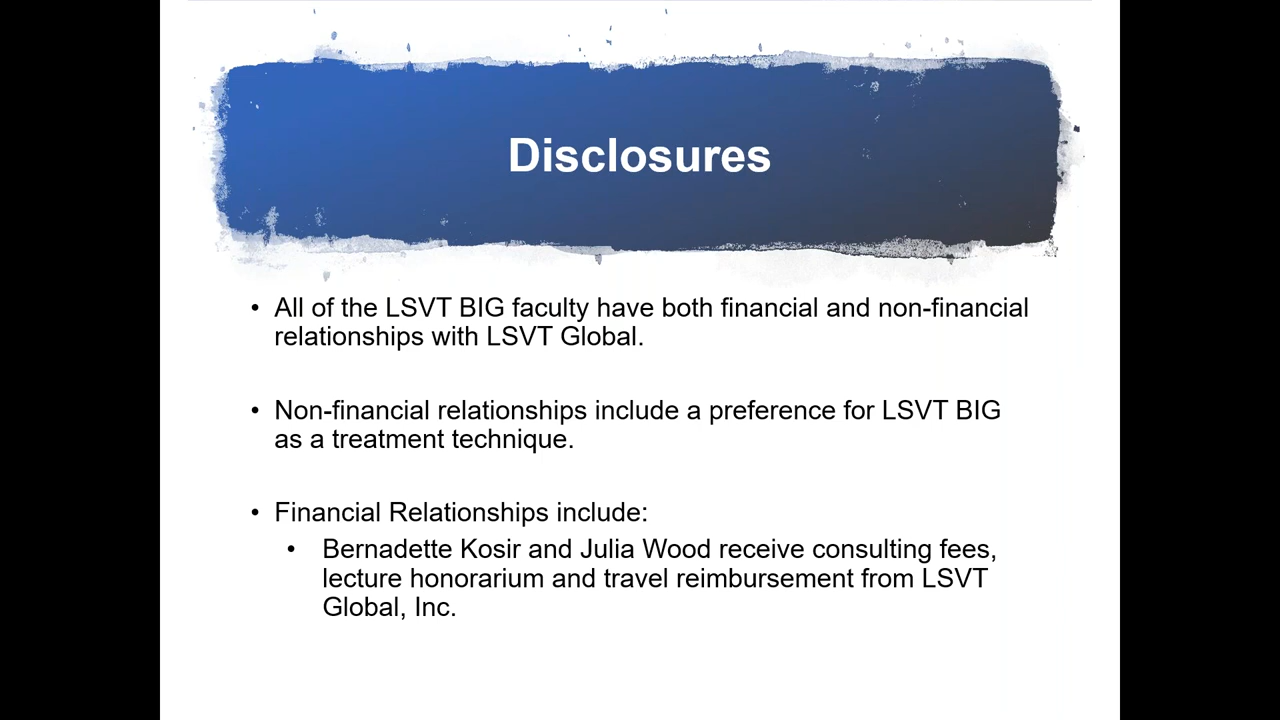 Disclosures
• All of the LSVT BIG faculty have both financial and non-financial
relationships with LSVT Global.
• Non-financial relationships include a preference for LSVT BIG
as a treatment technique.
• Financial Relationships include:
• Bernadette Kosir and Julia Wood receive consulting fees,
lecture honorarium and travel reimbursement from LSVT
Global, Inc.